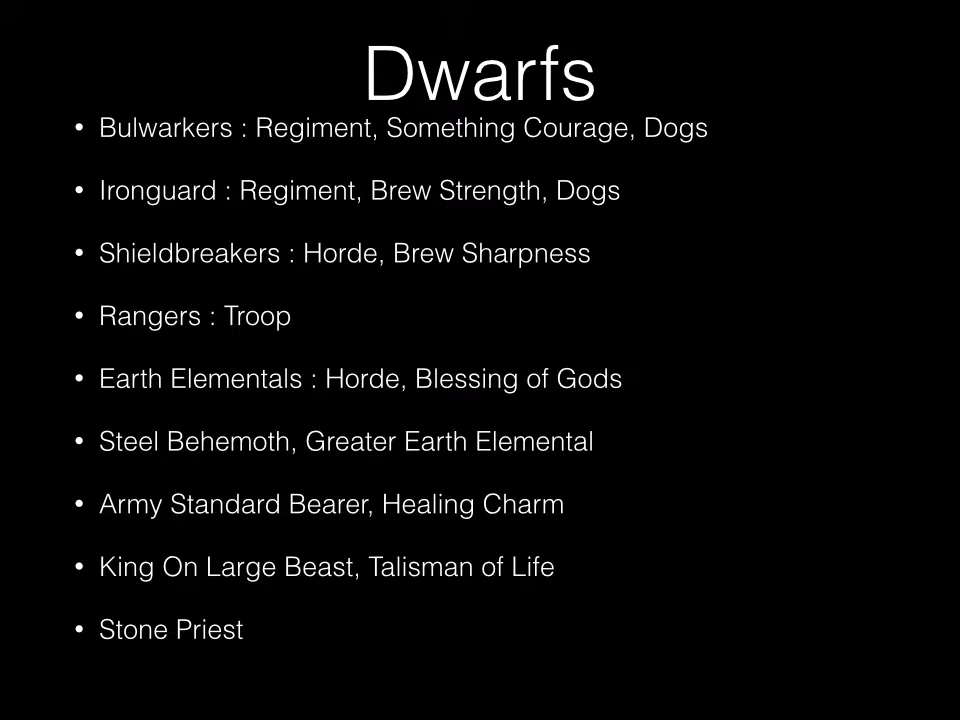 Dwarfs
• Bulwarkers : Regiment, Something Courage, Dogs
• Ironguard : Regiment, Brew Strength, Dogs
• Shieldbreakers : Horde, Brew Sharpness
• Rangers : Troop
• Earth Elementals : Horde, Blessing of Gods
• Steel Behemoth, Greater Earth Elemental
• Army Standard Bearer, Healing Charm
• King On Large Beast, Talisman of Life
• Stone Priest